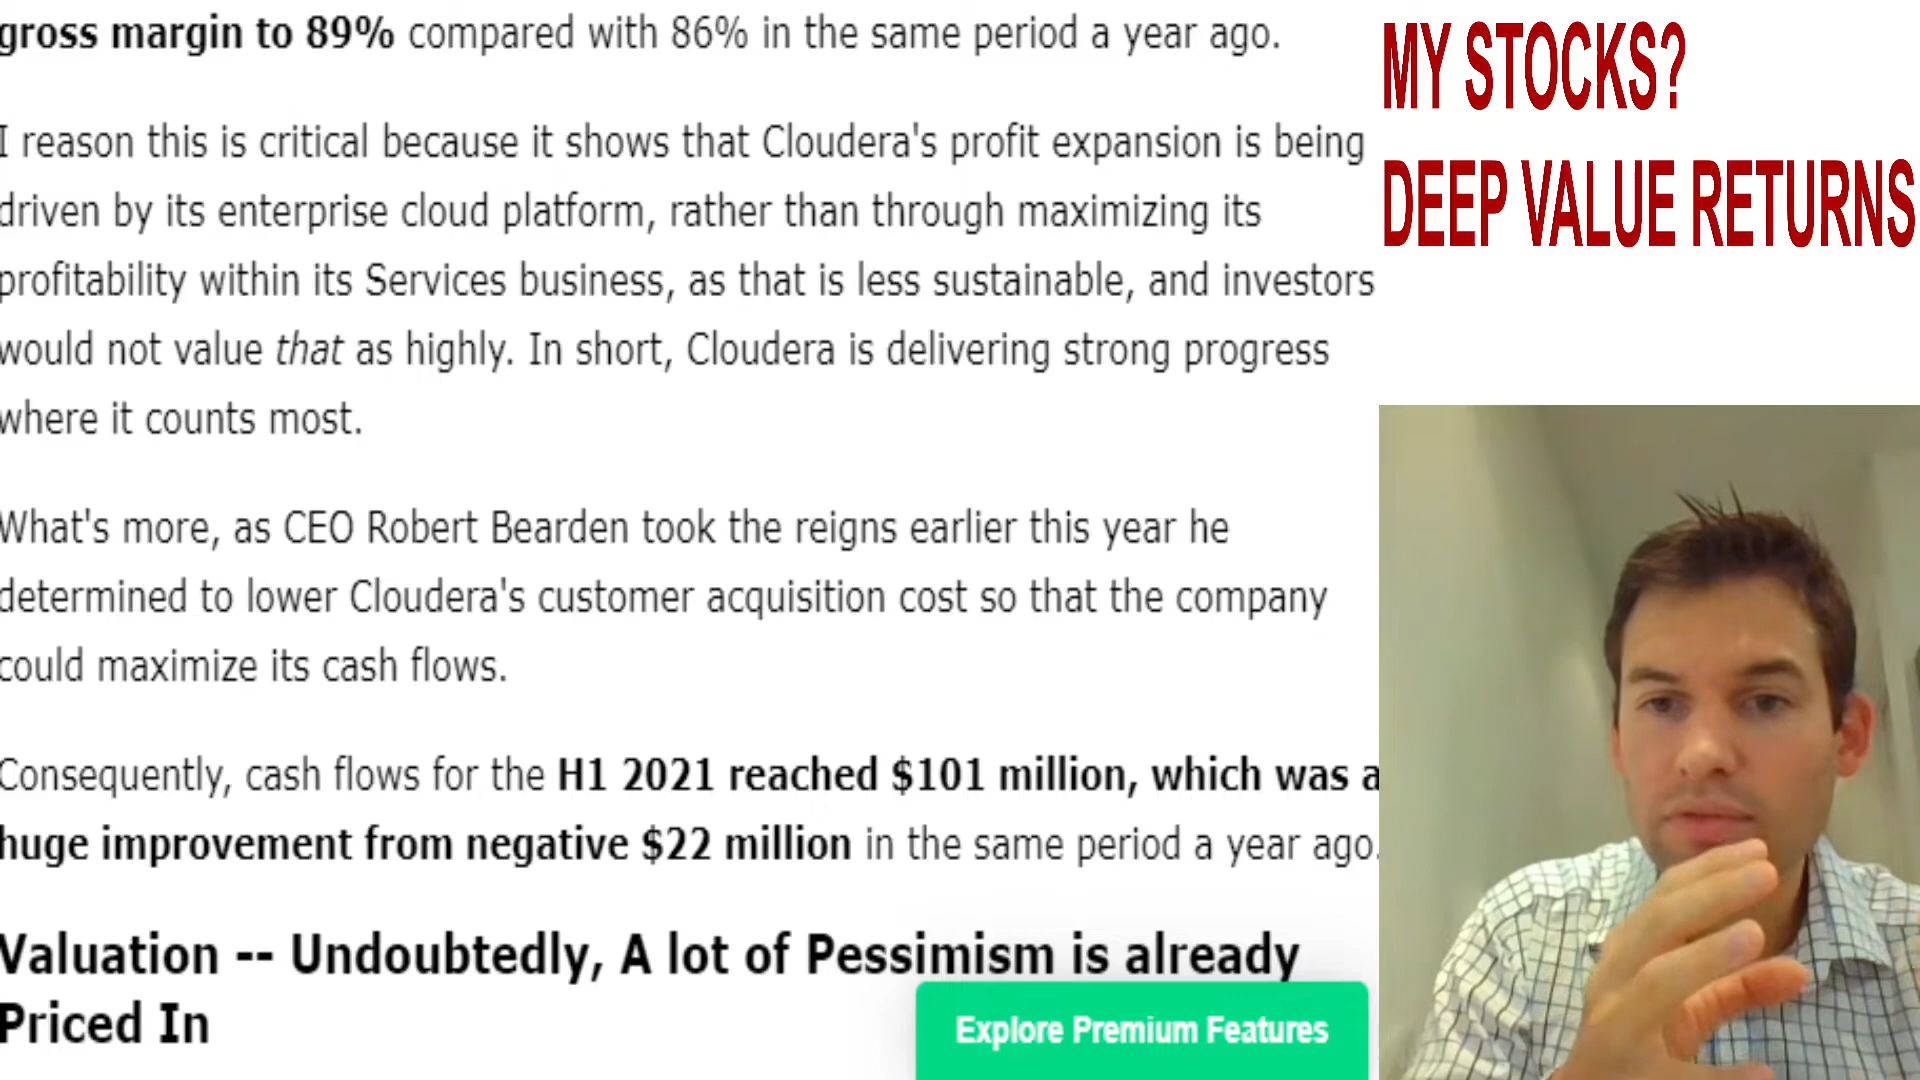 gross margin to 89% compared with 86% in the same period a year ago.
I reason this is critical because it shows that Cloudera's profit expansion is being
driven by its enterprise cloud platform, rather than through maximizing its
profitability within its Services business, as that is less sustainable, and investors
would not value that as highly. In short, Cloudera is delivering strong progress
where it counts most.
What's more, as CEO Robert Bearden took the reigns earlier this year he
determined to lower Cloudera's customer acquisition cost so that the company
could maximize its cash flows.
Consequently, cash flows for the H1 2021 reached $101 million, which was a
huge improvement from negative $22 million in the same period a year ago.
Valuation -- Undoubtedly, A lot of Pessimism is already
Priced In
Explore Premium Features
MY STOCKS?
DEEP VALUE RETURNS